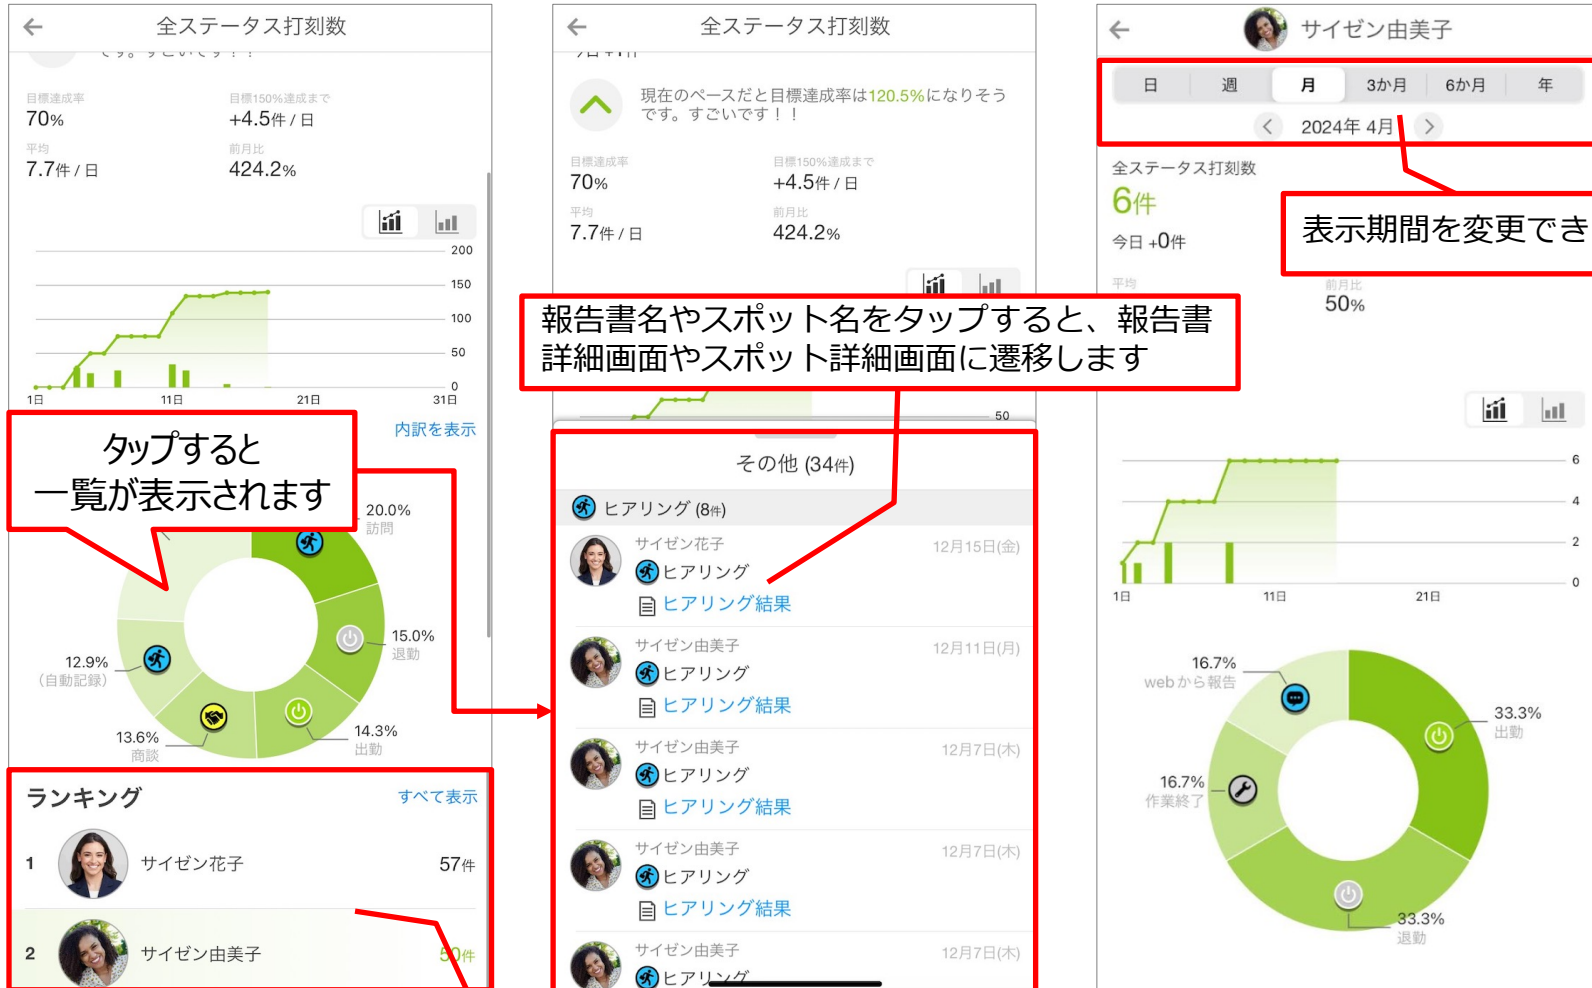 全ステータス打刻数
です。すごいです！！
目標達成率
70%
目標150%達成まで
+4.5件 / 日
平均
7.7件 / 日
前月比
424.2%
200
150
100
50
0
1日
11日
21日
31日
内訳を表示
タップすると
一覧が表示されます
20.0%
訪問
15.0%
退勤
14.3%
出勤
13.6%
商談
12.9%
(自動記録)
ランキング
すべて表示
1
サイゼン花子
57件
2
サイゼン由美子
50件
全ステータス打刻数
今日 +1件
現在のペースだと目標達成率は120.5%になりそう
です。すごいです！！
目標達成率
70%
目標150%達成まで
+4.5件 / 日
平均
7.7件 / 日
前月比
424.2%
報告書名やスポット名をタップすると、報告書
詳細画面やスポット詳細画面に遷移します
50
その他 (34件)
ヒアリング (8件)
サイゼン花子
12月15日(金)
ヒアリング
ヒアリング結果
サイゼン由美子
12月11日(月)
ヒアリング
ヒアリング結果
サイゼン由美子
12月7日(木)
ヒアリング
ヒアリング結果
サイゼン由美子
12月7日(木)
ヒアリング
ヒアリング結果
サイゼン由美子
12月7日(木)
ヒアリング
サイゼン由美子
日
週
月
3か月
6か月
年
2024年 4月
全ステータス打刻数
6件
今日 +0件
表示期間を変更でき
平均
前月比
50%
6
4
2
0
1日
11日
21日
16.7%
webから報告
33.3%
出勤
16.7%
作業終了
33.3%
退勤